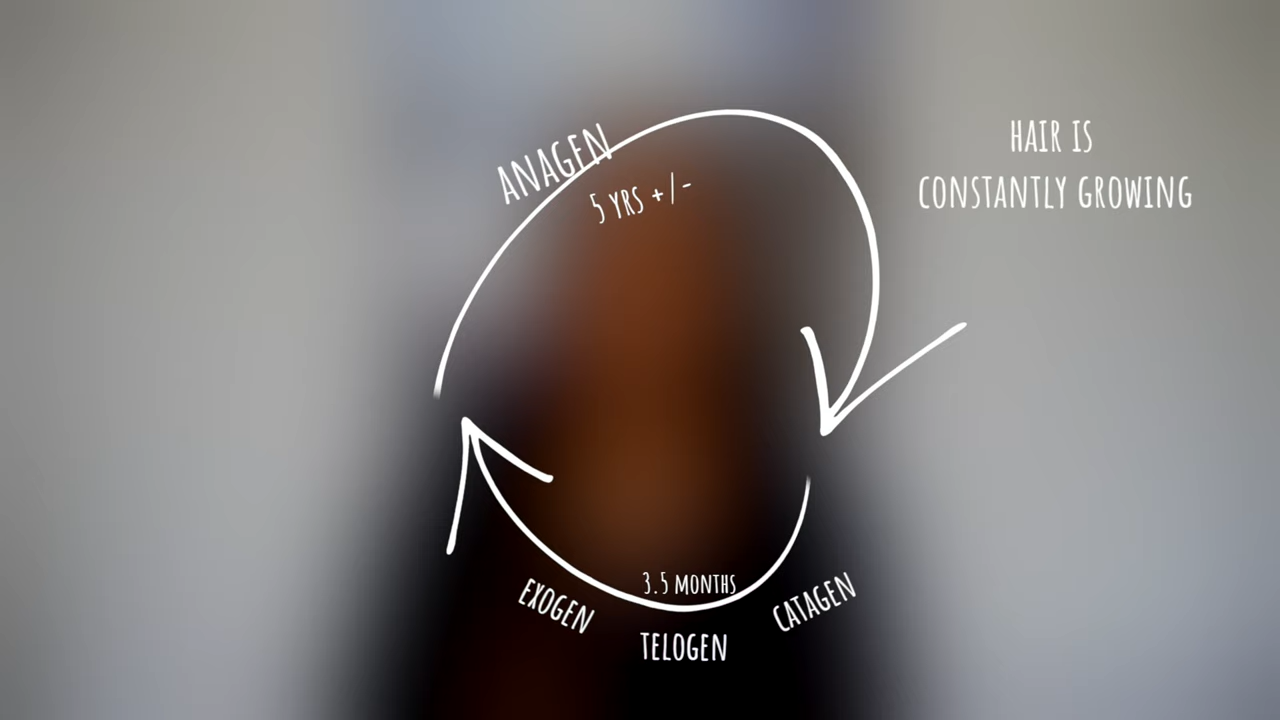 ANAGEN
5 YRS +/-
HAIR IS
CONSTANTLY GROWING
3.5 MONTHS
EXOGEN
TELOGEN
CATAGEN